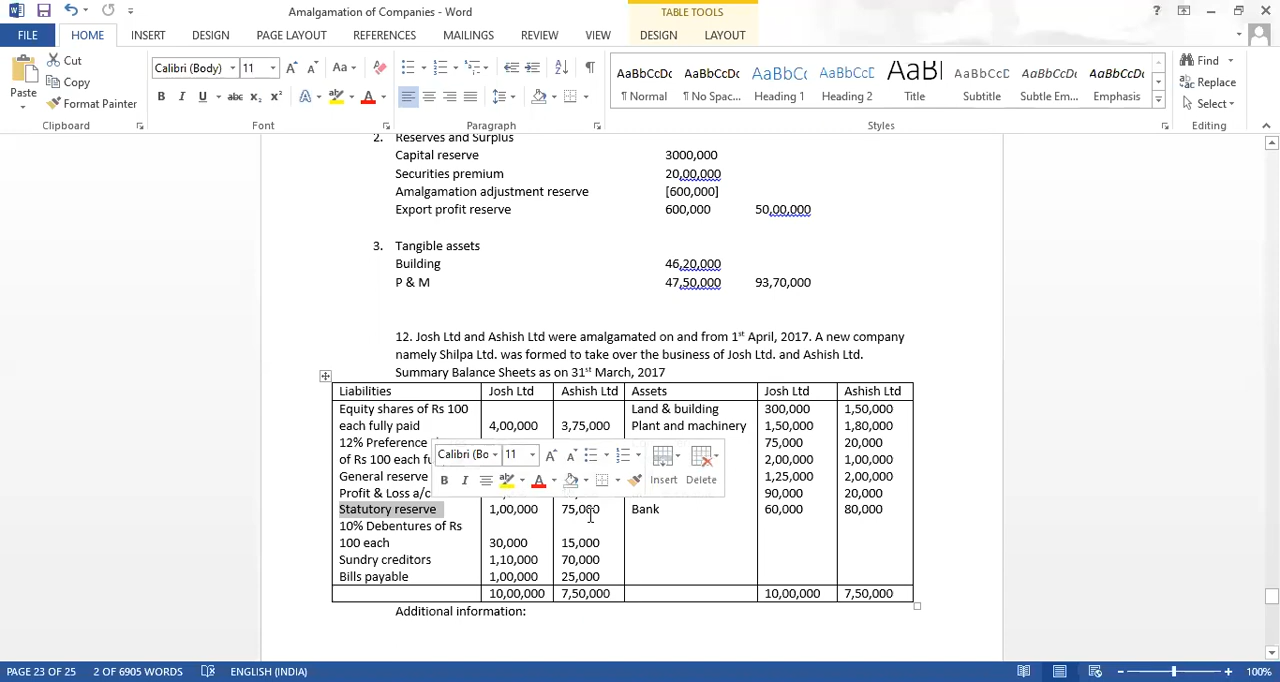 Amalgamation of Companies - Word
TABLE TOOLS
FILE HOME INSERT DESIGN PAGE LAYOUT REFERENCES MAILINGS REVIEW VIEW DESIGN LAYOUT
Paste
Cut
Copy
Format Painter
Clipboard
Calibri (Body) 11
Font
Paragraph
AaBbCcDc AaBbCcDc AaBbCc AaBbCcC AaBl AaBbCcD AaBbCcDc AaBbCcDc
¶ Normal ¶ No Spac... Heading 1 Heading 2 Title Subtitle Subtle Em... Emphasis
Styles
Find
Replace
Select
Editing
2. Reserves and Surplus
Capital reserve 3000,000
Securities premium 20,00,000
Amalgamation adjustment reserve [600,000]
Export profit reserve 600,000 50,00,000
3. Tangible assets
Building 46,20,000
P & M 47,50,000 93,70,000
12. Josh Ltd and Ashish Ltd were amalgamated on and from 1st April, 2017. A new company
namely Shilpa Ltd. was formed to take over the business of Josh Ltd. and Ashish Ltd.
Summary Balance Sheets as on 31st March, 2017
Liabilities Josh Ltd Ashish Ltd Assets Josh Ltd Ashish Ltd
Equity shares of Rs 100 Land & building 300,000 1,50,000
each fully paid 4,00,000 3,75,000 Plant and machinery 1,50,000 1,80,000
12% Preference 75,000 20,000
of Rs 100 each 2,00,000 1,00,000
General reserve 1,25,000 2,00,000
Profit & Loss a/c 90,000 20,000
Statutory reserve 1,00,000 75,000 Bank 60,000 80,000
10% Debentures of Rs
100 each 30,000 15,000
Sundry creditors 1,10,000 70,000
Bills payable 1,00,000 25,000
10,00,000 7,50,000 10,00,000 7,50,000
Additional information:
Calibri (Bo 11
Insert Delete
PAGE 23 OF 25 2 OF 6905 WORDS ENGLISH (INDIA) 100%